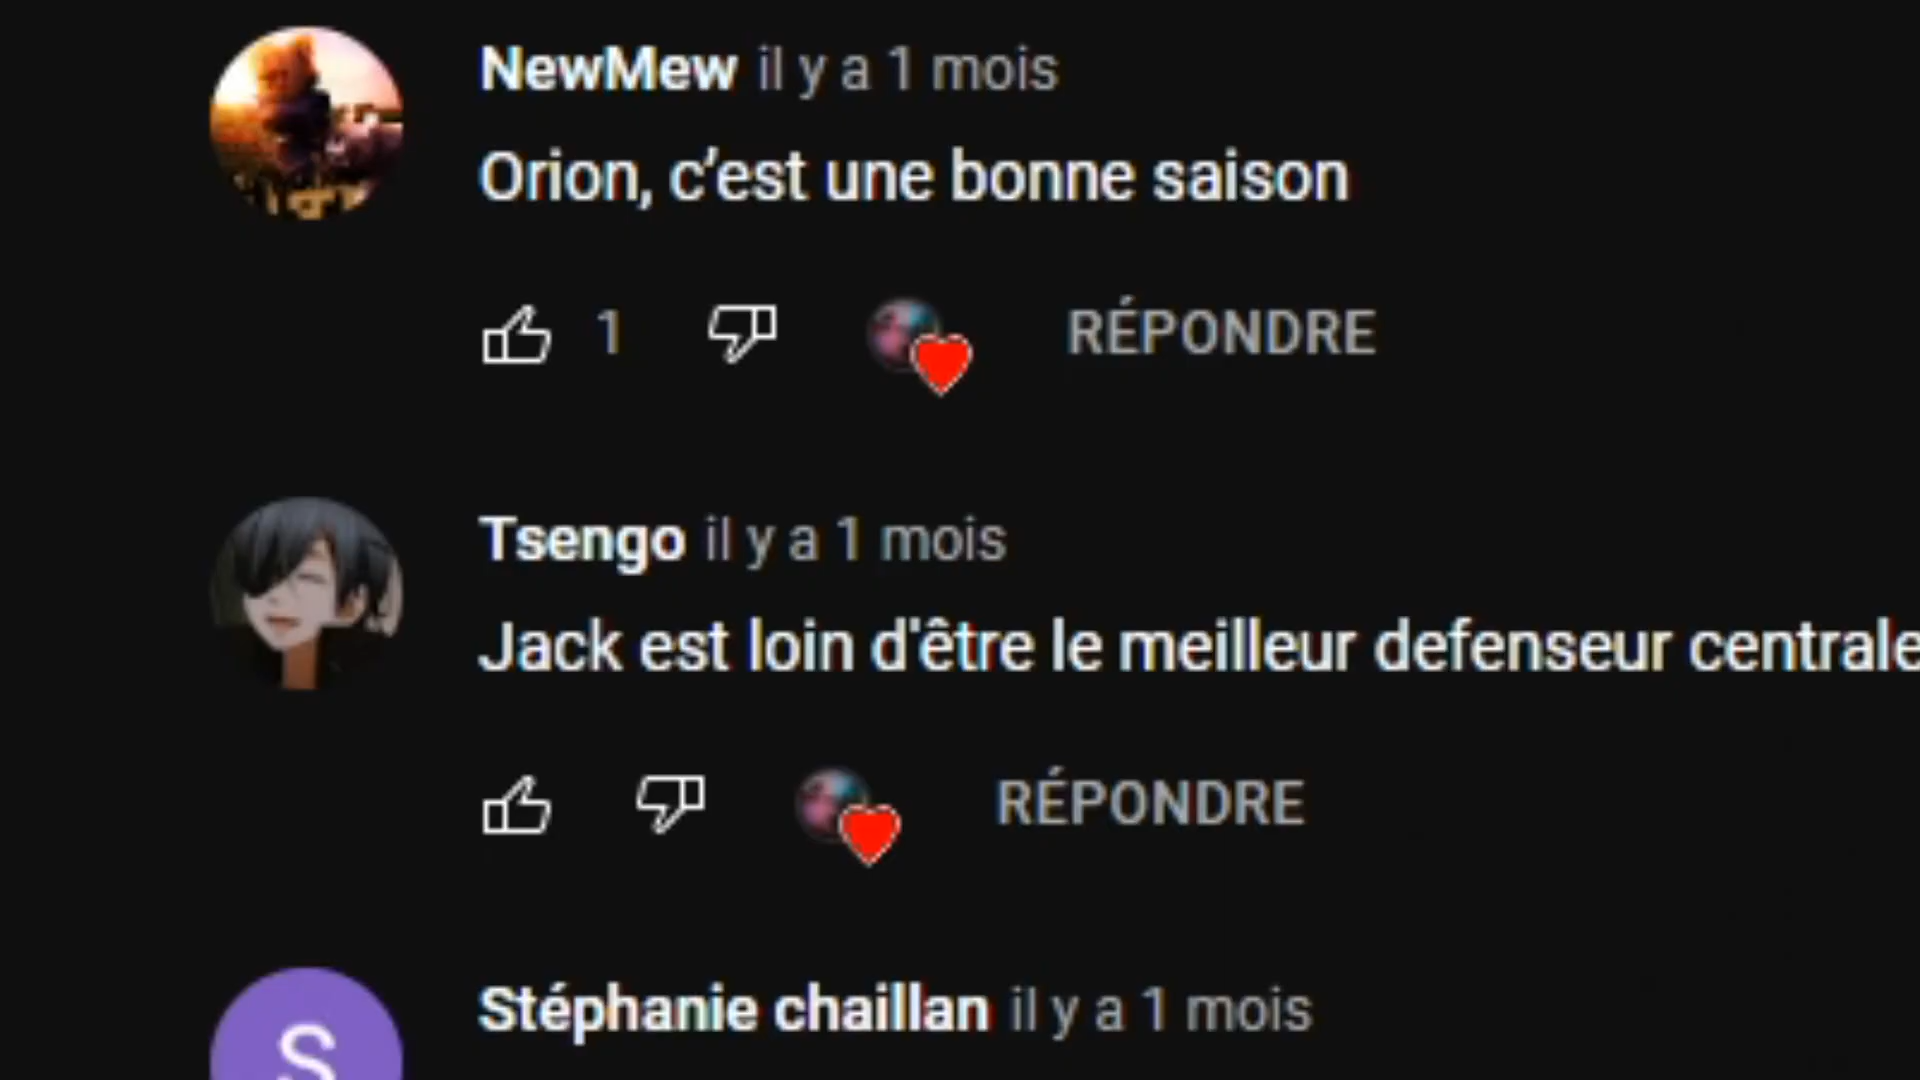 NewMew il y a 1 mois
Orion, c'est une bonne saison
1 RÉPONDRE
Tsengo il y a 1 mois
Jack est loin d'être le meilleur defenseur centrale
RÉPONDRE
Stéphanie chaillan il y a 1 mois
S